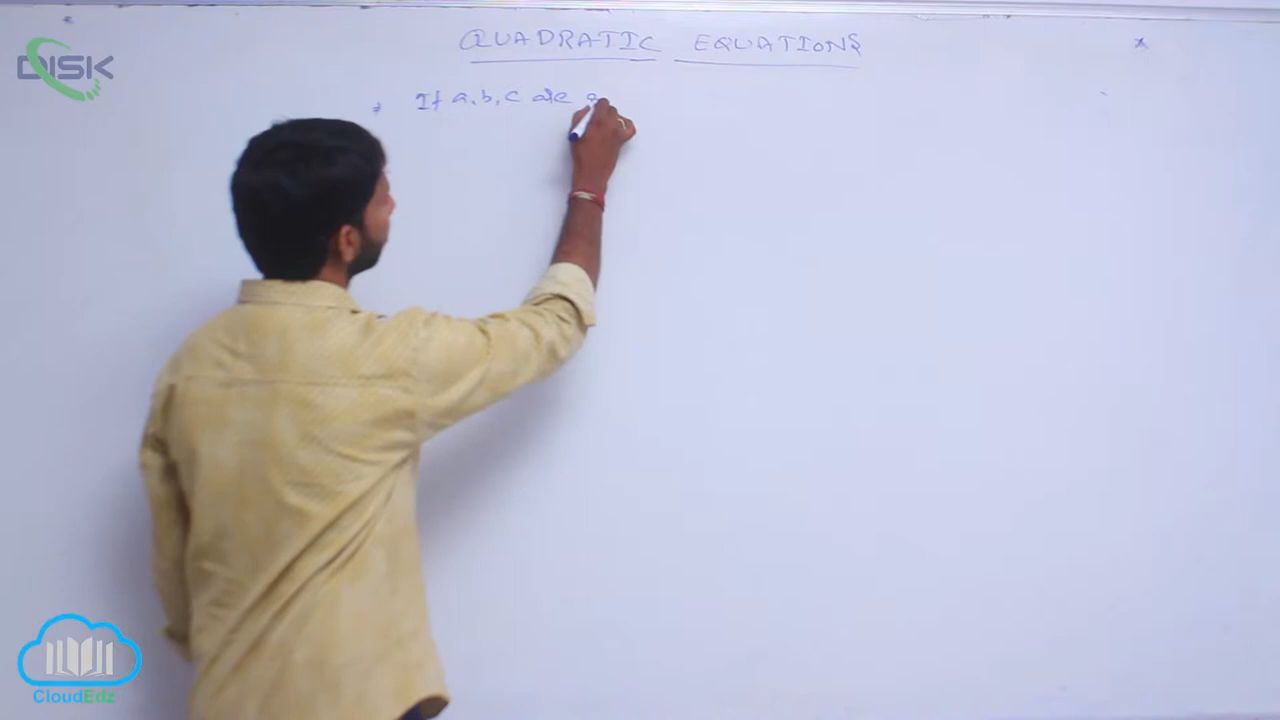 DISK
QUADRATIC EQUATIONS
* If a, b, c are
CloudEdz